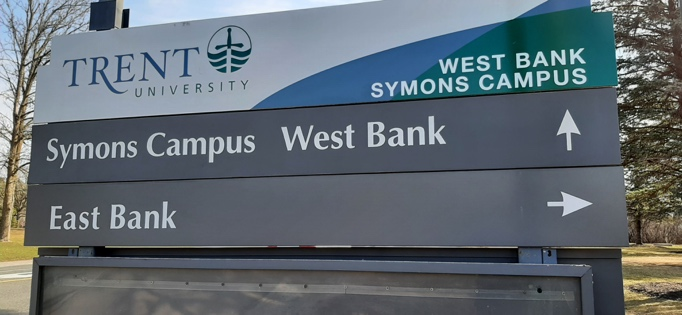 TRENT
UNIVERSITY
WEST BANK
SYMONS CAMPUS
Symons Campus West Bank
East Bank